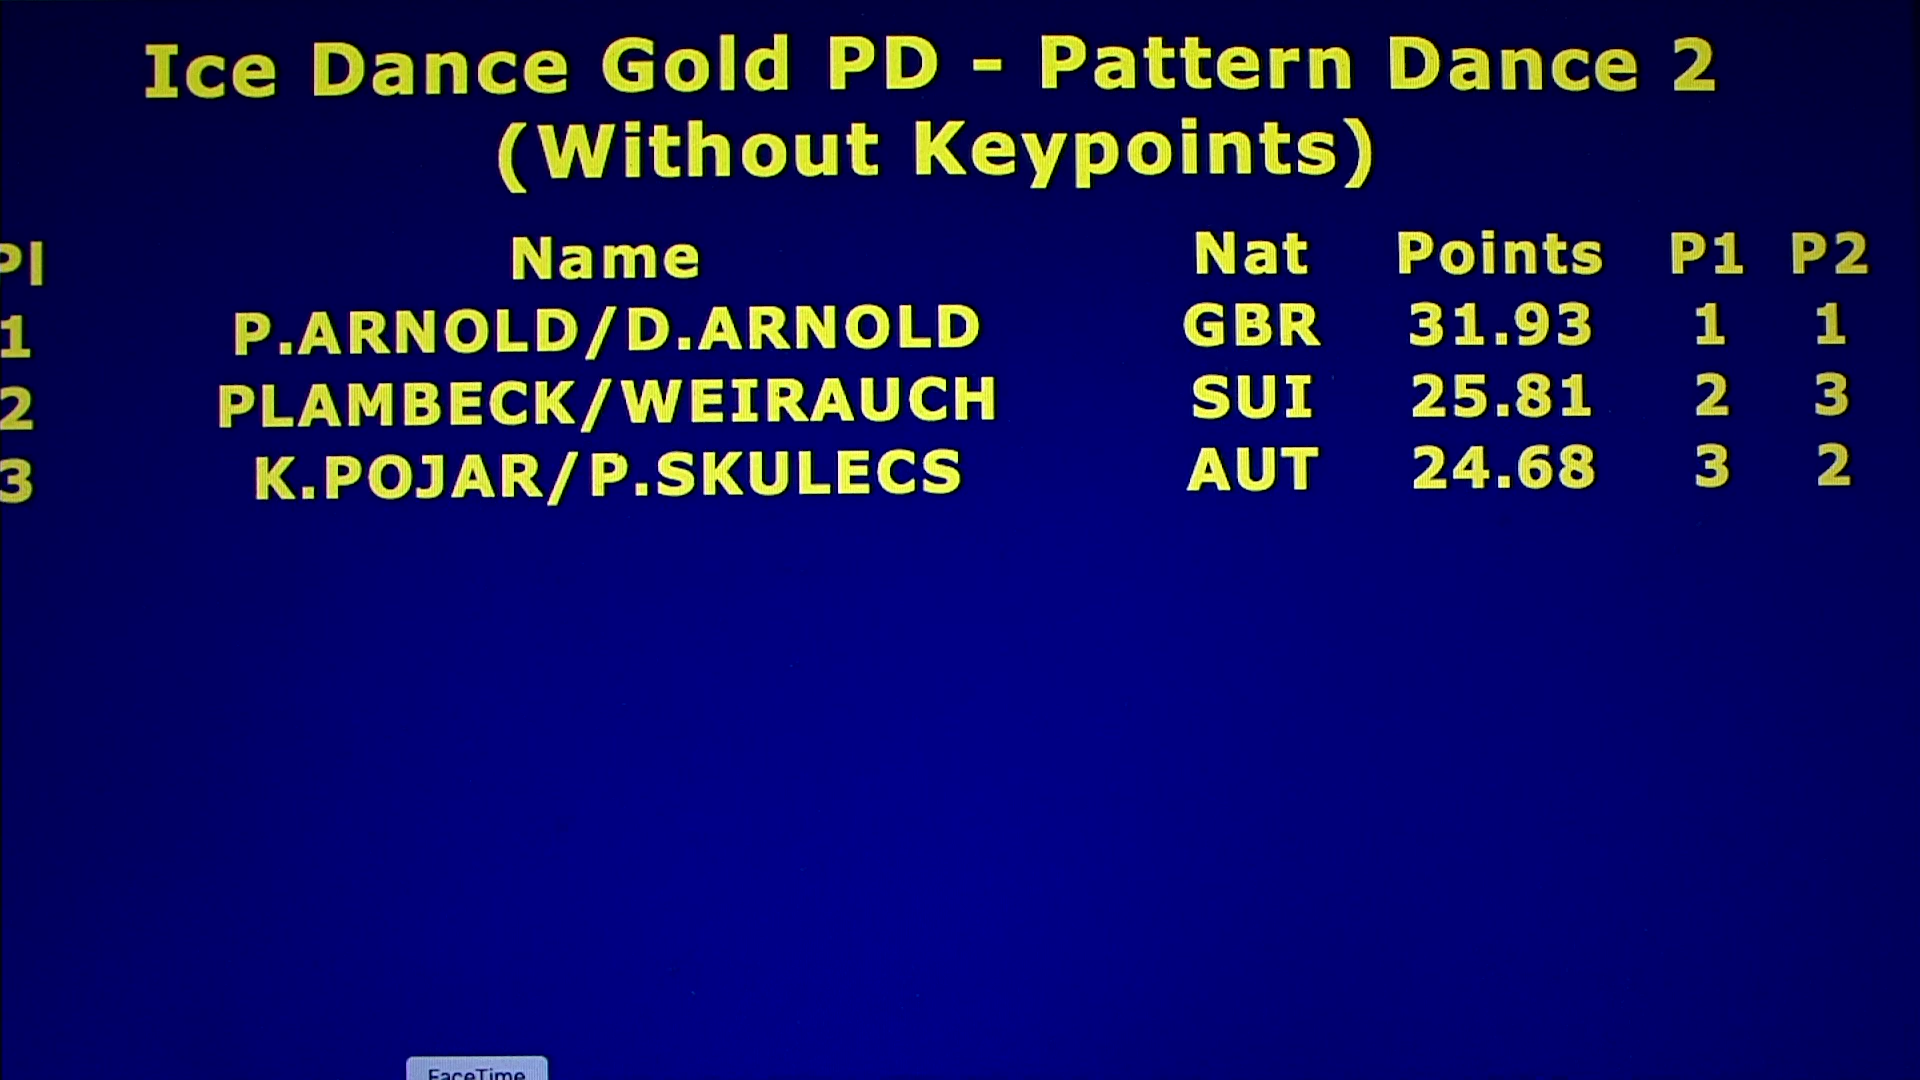 Ice Dance Gold PD - Pattern Dance 2
(Without Keypoints)
Pl Name Nat Points P1 P2
1 P.ARNOLD/D.ARNOLD GBR 31.93 1 1
2 PLAMBECK/WEIRAUCH SUI 25.81 2 3
3 K.POJAR/P.SKULECS AUT 24.68 3 2
FaceTime